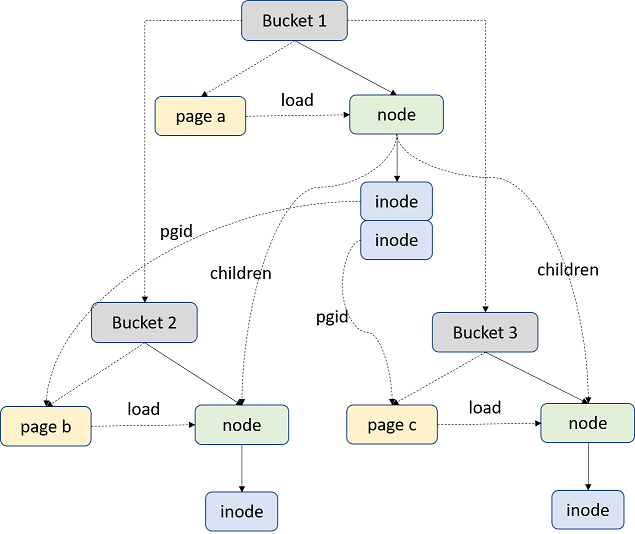 Bucket 1
page a
load
node
inode
inode
pgid
children
children
pgid
Bucket 2
Bucket 3
page b
load
node
page c
load
node
inode
inode